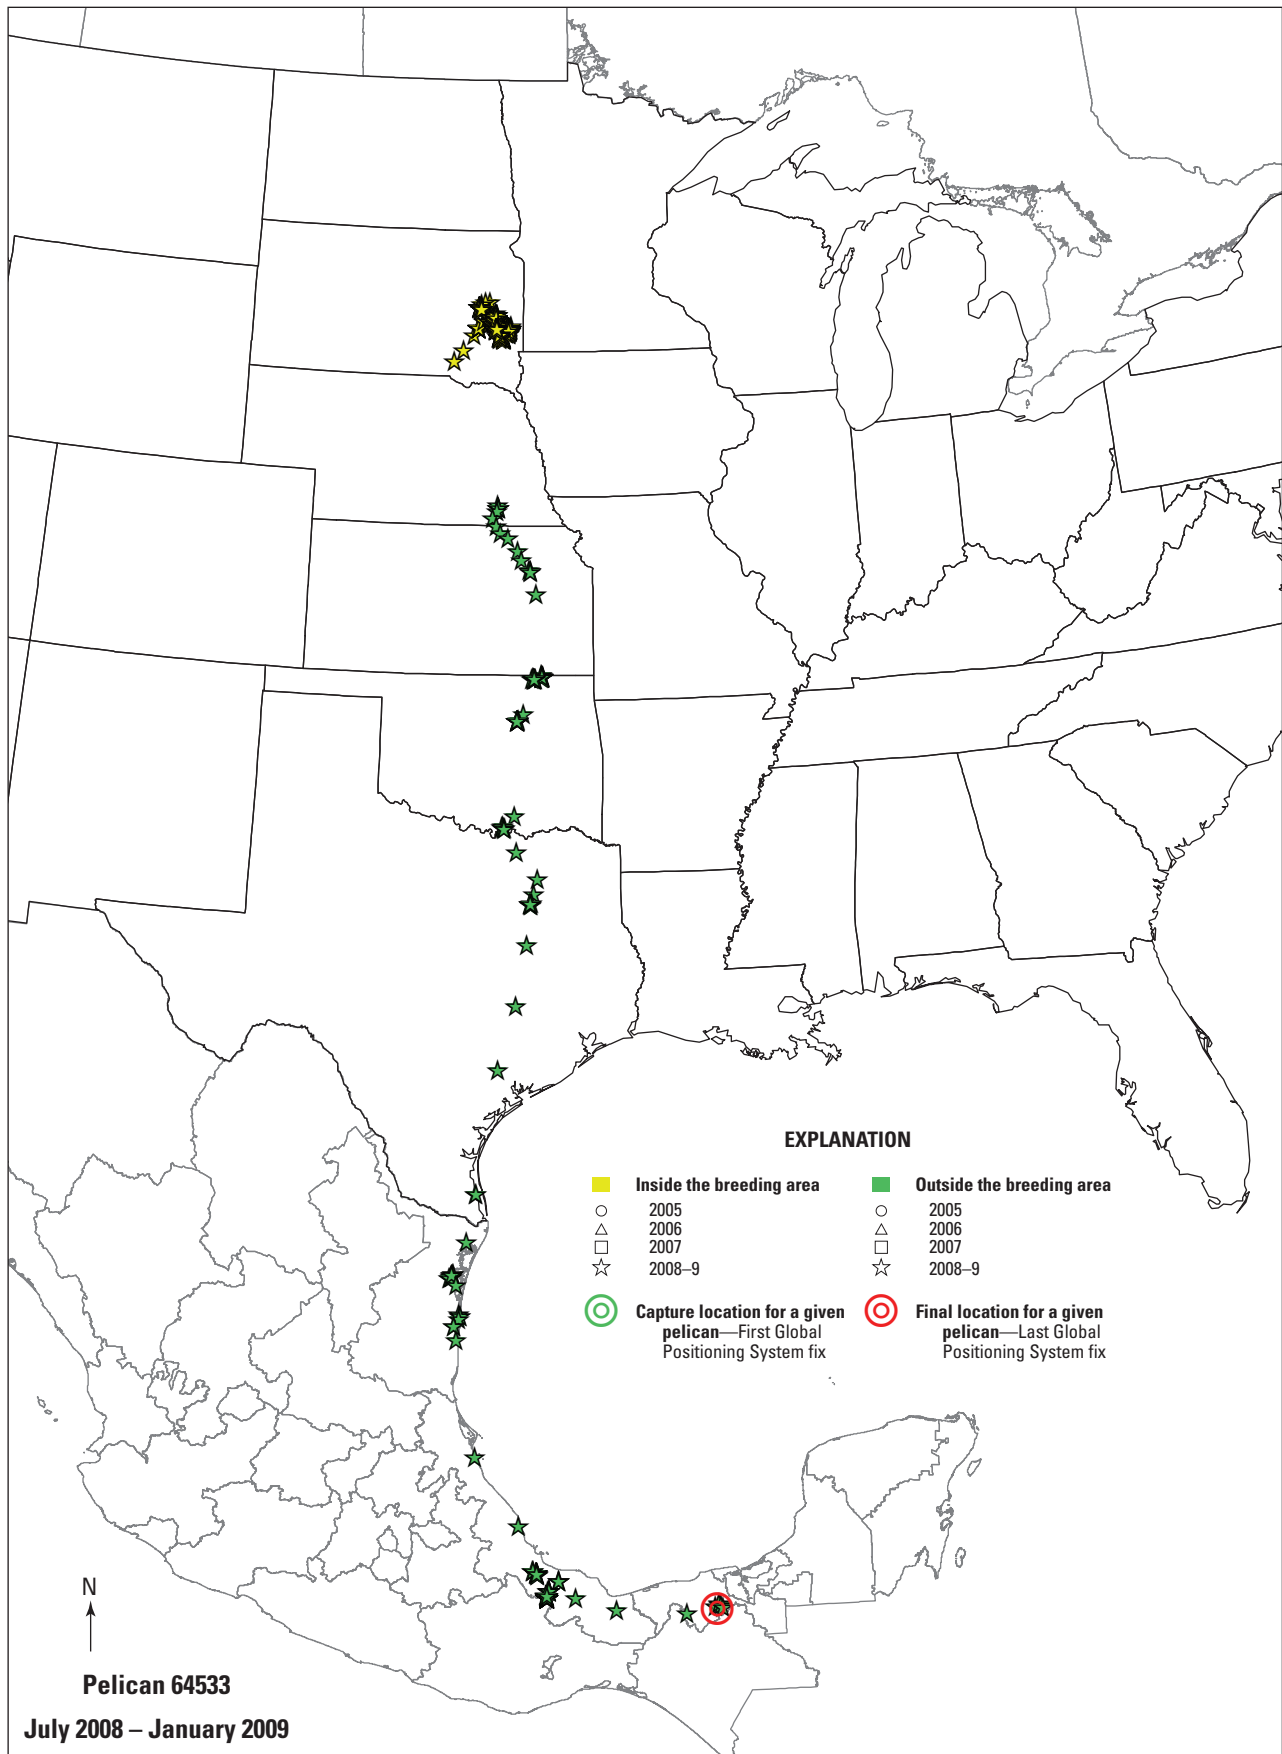 EXPLANATION
Inside the breeding area
2005
2006
2007
2008–9
Capture location for a given
pelican—First Global
Positioning System fix
Outside the breeding area
2005
2006
2007
2008–9
Final location for a given
pelican—Last Global
Positioning System fix
N
Pelican 64533
July 2008 – January 2009